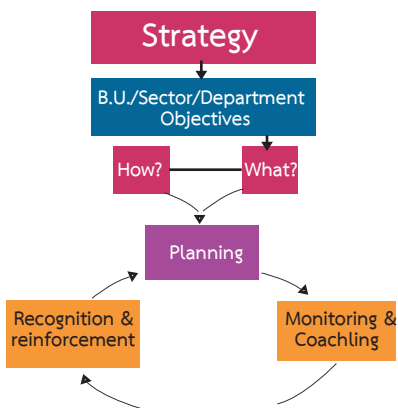 Strategy
B.U./Sector/Department
Objectives
How?
What?
Planning
Recognition &
reinforcement
Monitoring &
Coachling